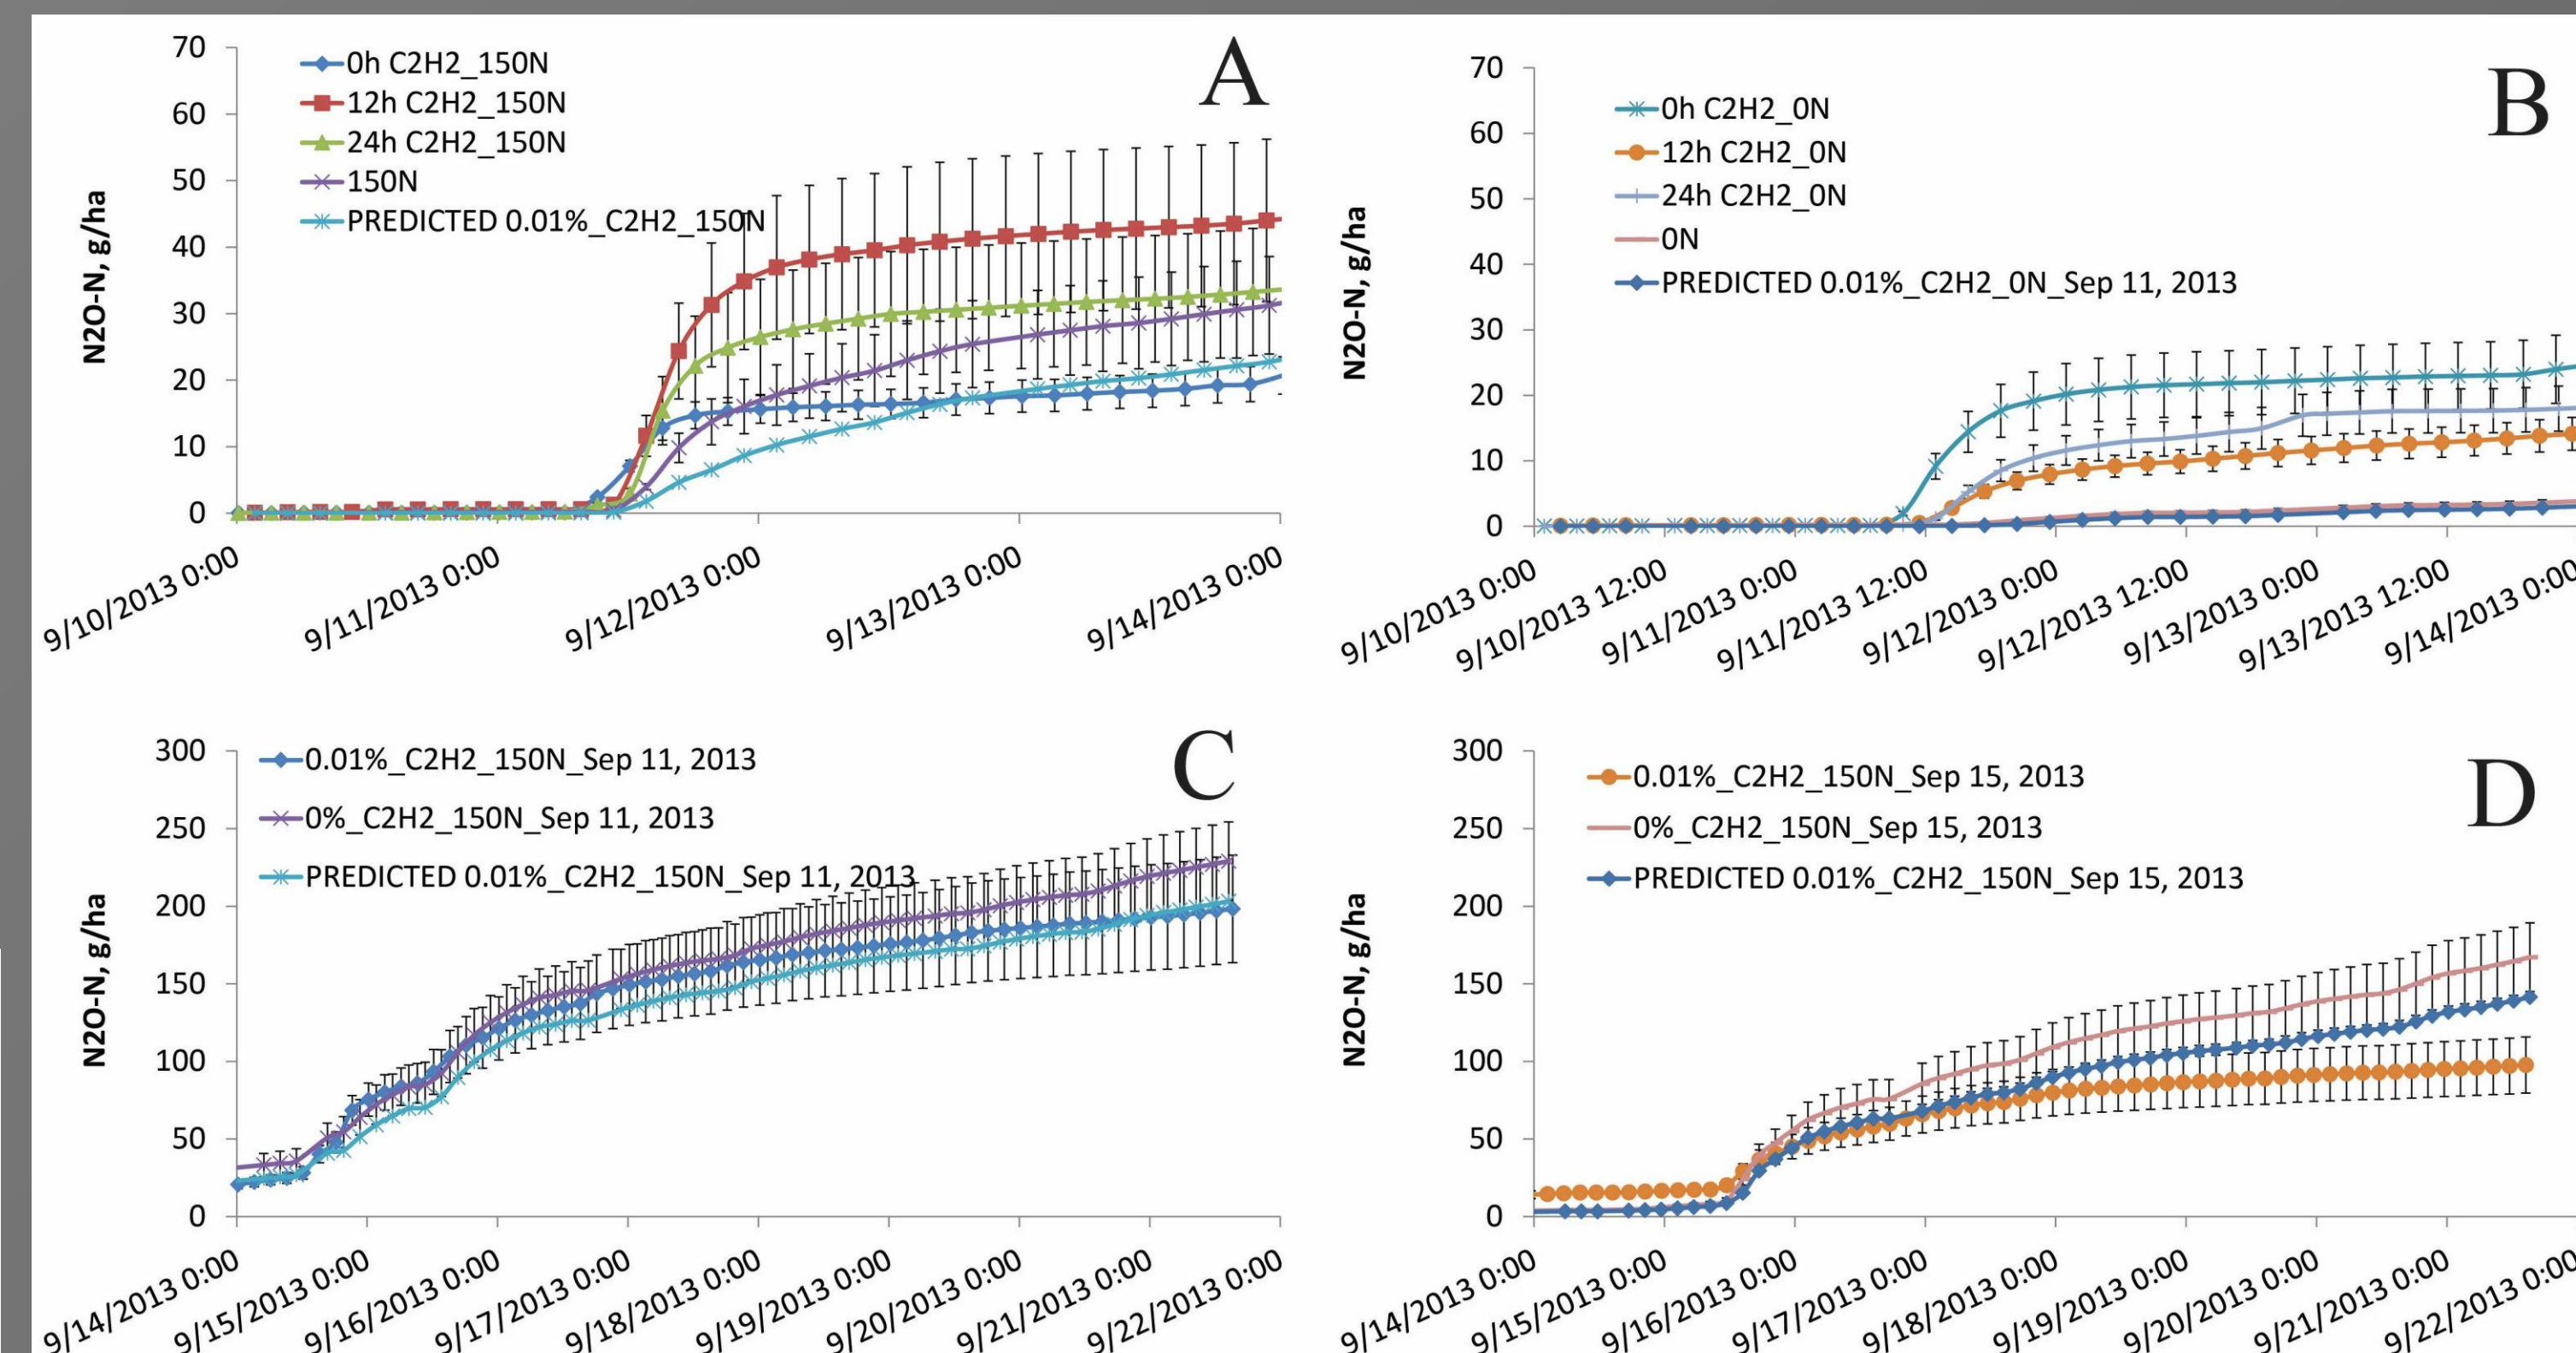 A
70
60
50
40
30
20
10
0
N2O-N, g/ha
0h C2H2_150N
12h C2H2_150N
24h C2H2_150N
150N
PREDICTED 0.01%_C2H2_150N
9/10/2013 0:00
9/11/2013 0:00
9/12/2013 0:00
9/13/2013 0:00
9/14/2013 0:00
B
70
60
50
40
30
20
10
0
N2O-N, g/ha
0h C2H2_0N
12h C2H2_0N
24h C2H2_0N
0N
PREDICTED 0.01%_C2H2_0N_Sep 11, 2013
9/10/2013 0:00
9/10/2013 12:00
9/11/2013 0:00
9/11/2013 12:00
9/12/2013 0:00
9/12/2013 12:00
9/13/2013 0:00
9/13/2013 12:00
9/14/2013 0:00
C
300
250
200
150
100
50
0
N2O-N, g/ha
0.01%_C2H2_150N_Sep 11, 2013
0%_C2H2_150N_Sep 11, 2013
PREDICTED 0.01%_C2H2_150N_Sep 11, 2013
9/14/2013 0:00
9/15/2013 0:00
9/16/2013 0:00
9/17/2013 0:00
9/18/2013 0:00
9/19/2013 0:00
9/20/2013 0:00
9/21/2013 0:00
9/22/2013 0:00
D
300
250
200
150
100
50
0
N2O-N, g/ha
0.01%_C2H2_150N_Sep 15, 2013
0%_C2H2_150N_Sep 15, 2013
PREDICTED 0.01%_C2H2_150N_Sep 15, 2013
9/14/2013 0:00
9/15/2013 0:00
9/16/2013 0:00
9/17/2013 0:00
9/18/2013 0:00
9/19/2013 0:00
9/20/2013 0:00
9/21/2013 0:00
9/22/2013 0:00